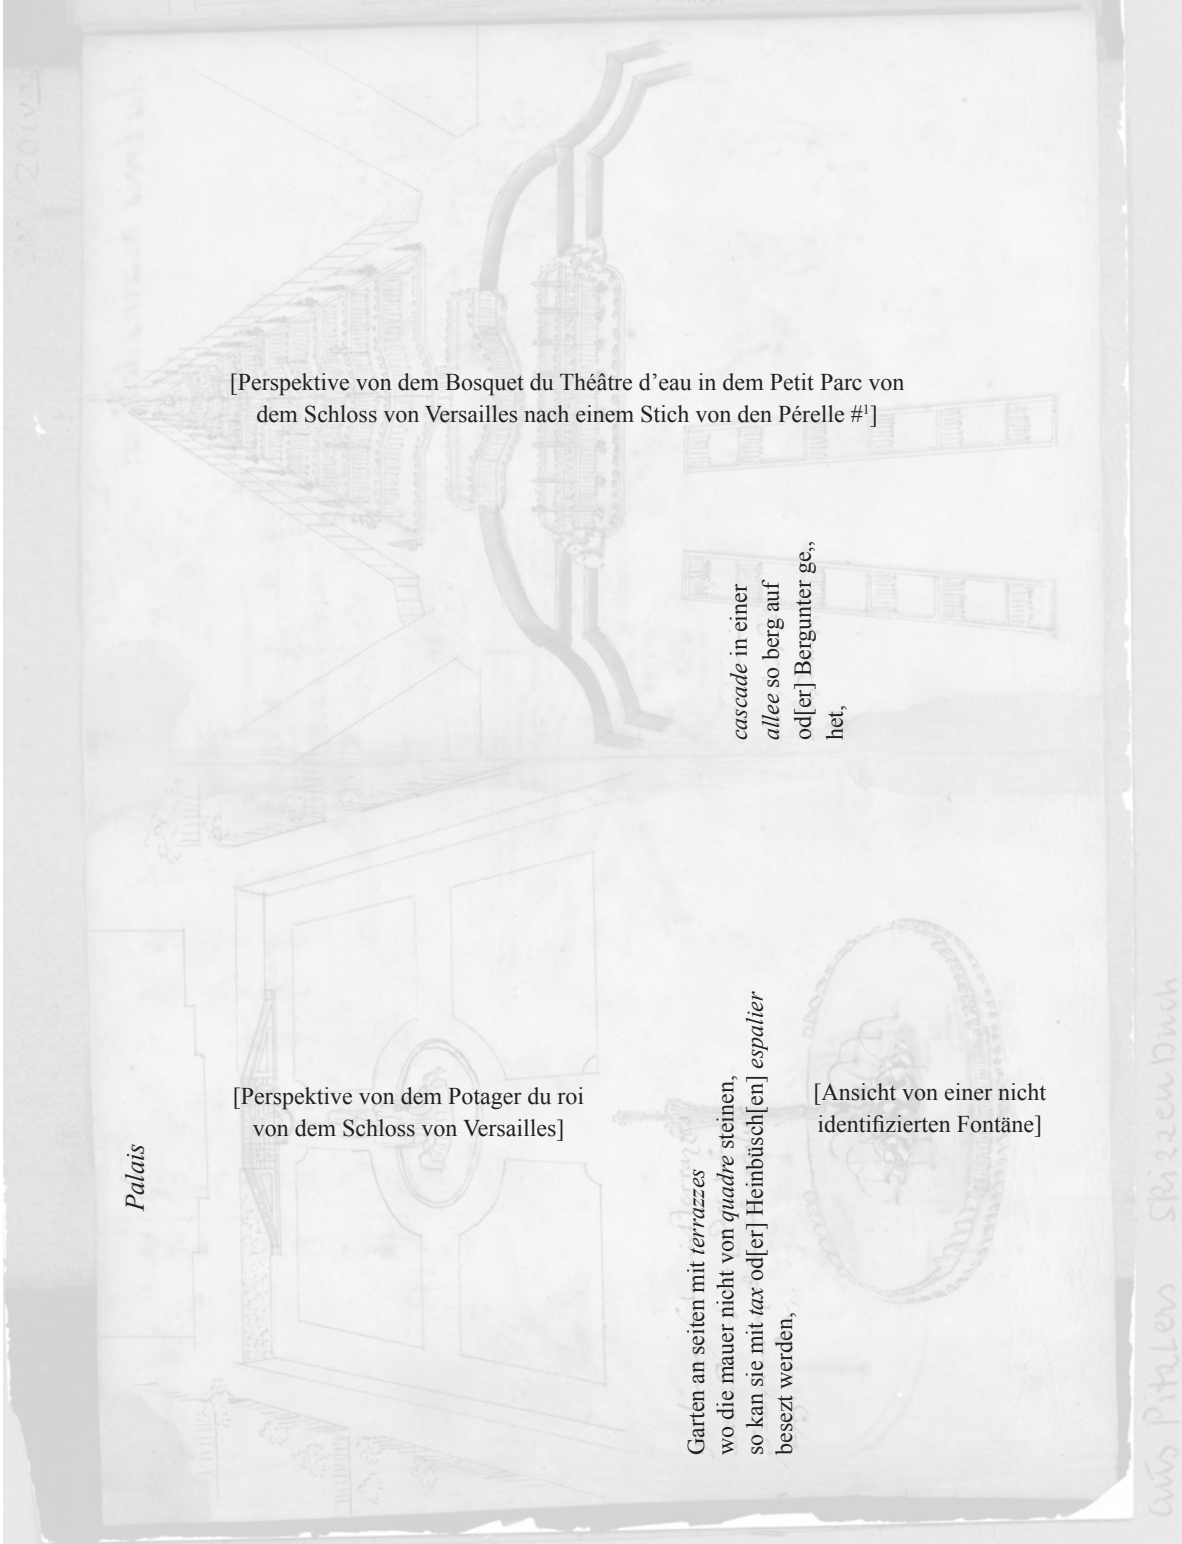 [Perspektive von dem Bosquet du Théâtre d'eau in dem Petit Parc von
dem Schloss von Versailles nach einem Stich von den Pérelle #¹]
cascade in einer
allee so berg auf
od[er] Bergunter ge„
het,
Palais
[Perspektive von dem Potager du roi
von dem Schloss von Versailles]
Garten an seiten mit terrazzes
wo die mauer nicht von quadre steinen,
so kan sie mit tax od[er] Heinbüsch[en] espalier
besezt werden,
[Ansicht von einer nicht
identifizierten Fontäne]
aus Pitzlers Skizzenbuch